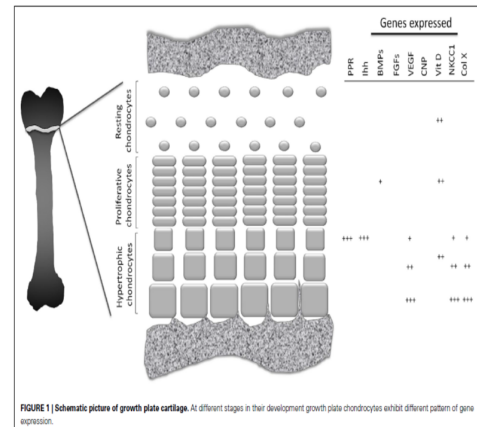 Genes expressed
PPR
Ihh
BMPs
FGFs
VEGF
CNP
Vit D
NKCC1
Col X
Resting
chondrocytes
++
Proliferative
chondrocytes
+ ++
Hypertrophic
chondrocytes
+++ +++ + + +
++
++ ++ ++
+++ +++ +++
FIGURE 1 | Schematic picture of growth plate cartilage. At different stages in their development growth plate chondrocytes exhibit different pattern of gene
expression.